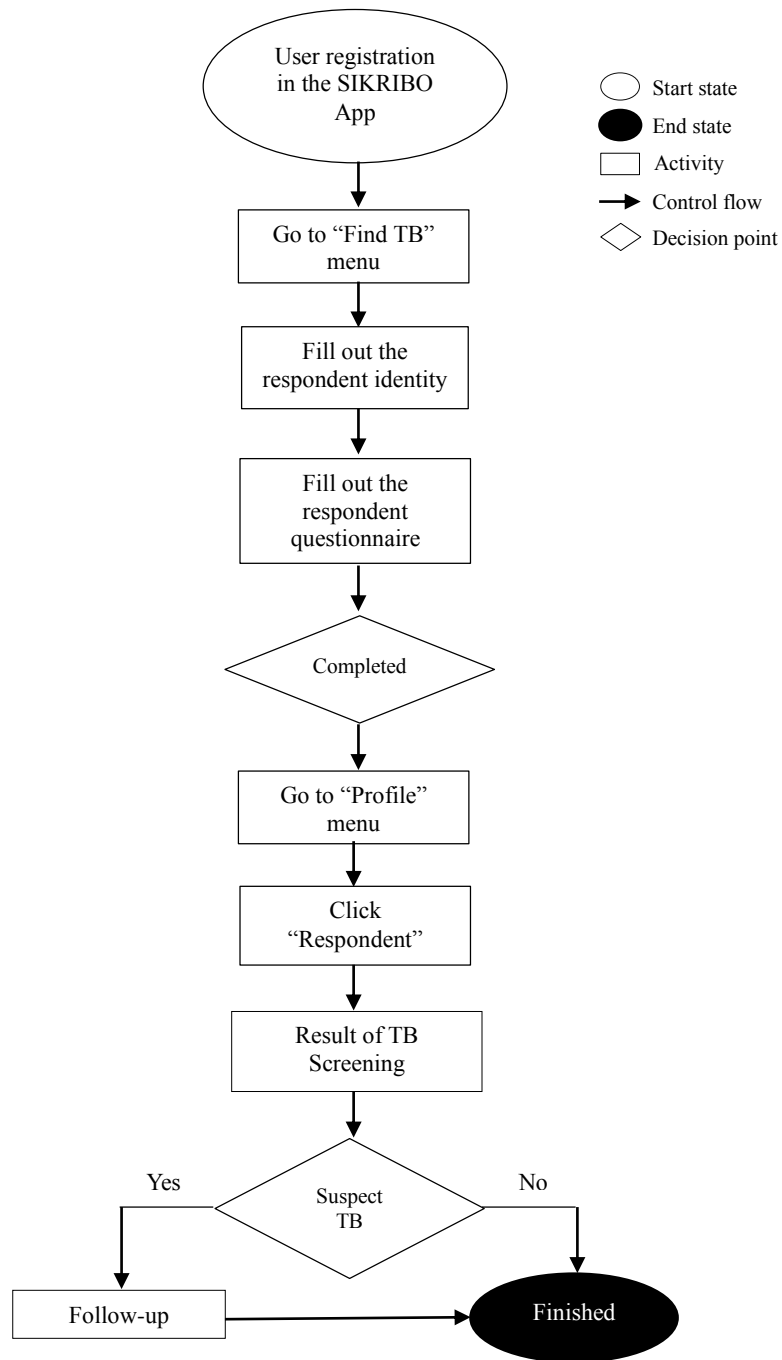 User registration
in the SIKRIBO
App
Start state
End state
Activity
Control flow
Decision point
Go to “Find TB”
menu
Fill out the
respondent identity
Fill out the
respondent
questionnaire
Completed
Go to “Profile”
menu
Click
“Respondent”
Result of TB
Screening
Yes
Suspect
TB
No
Follow-up
Finished